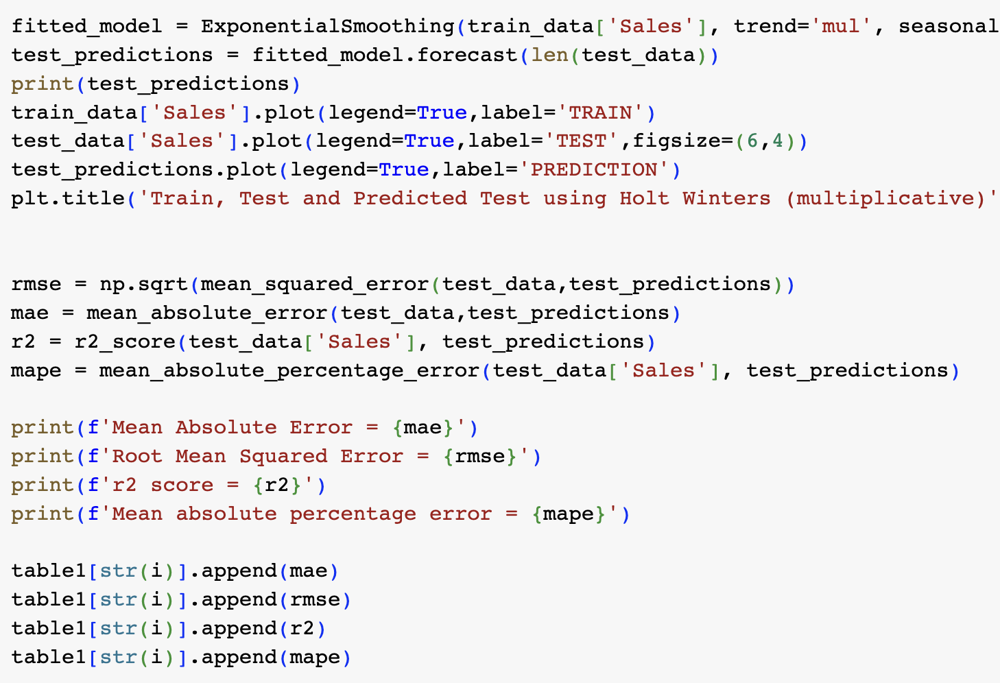 fitted_model = ExponentialSmoothing(train_data['Sales'], trend='mul', seasonal
test_predictions = fitted_model.forecast(len(test_data))
print(test_predictions)
train_data['Sales'].plot(legend=True,label='TRAIN')
test_data['Sales'].plot(legend=True,label='TEST',figsize=(6,4))
test_predictions.plot(legend=True,label='PREDICTION')
plt.title('Train, Test and Predicted Test using Holt Winters (multiplicative)'
rmse = np.sqrt(mean_squared_error(test_data,test_predictions))
mae = mean_absolute_error(test_data,test_predictions)
r2 = r2_score(test_data['Sales'], test_predictions)
mape = mean_absolute_percentage_error(test_data['Sales'], test_predictions)
print(f'Mean Absolute Error = {mae}')
print(f'Root Mean Squared Error = {rmse}')
print(f'r2 score = {r2}')
print(f'Mean absolute percentage error = {mape}')
table1[str(i)].append(mae)
table1[str(i)].append(rmse)
table1[str(i)].append(r2)
table1[str(i)].append(mape)